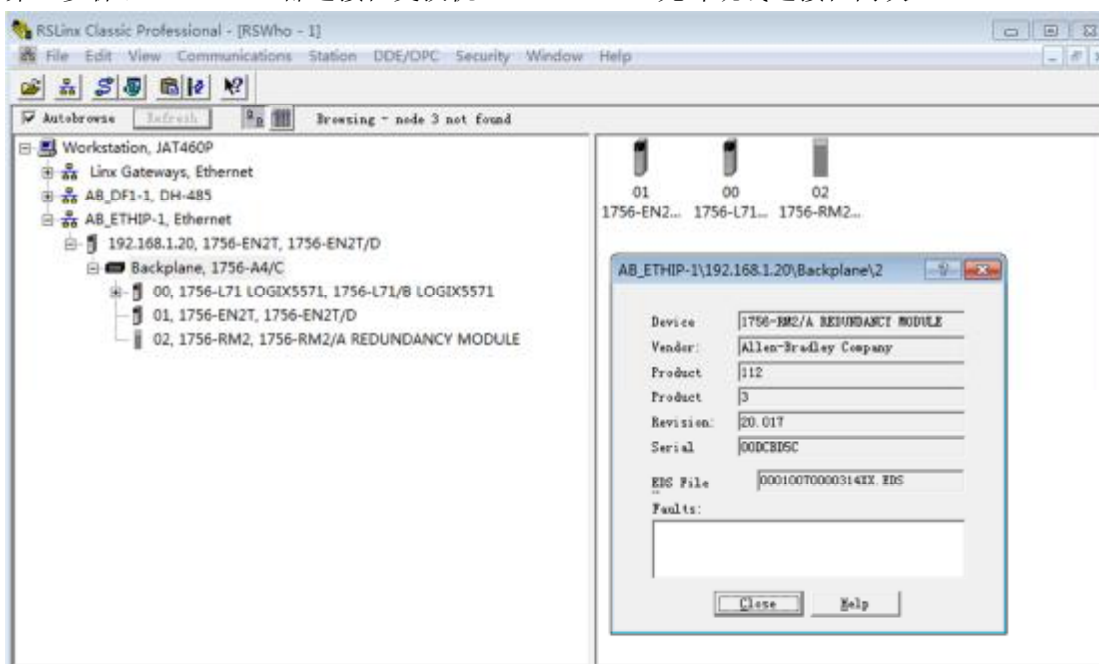 RSLinx Classic Professional - [RSWho - 1]
File Edit View Communications Station DDE/OPC Security Window Help
Autobrowse Refresh Browsing - node 3 not found
Workstation, JAT460P
Linx Gateways, Ethernet
AB_DF1-1, DH-485
AB_ETHIP-1, Ethernet
192.168.1.20, 1756-EN2T, 1756-EN2T/D
Backplane, 1756-A4/C
00, 1756-L71 LOGIX5571, 1756-L71/B LOGIX5571
01, 1756-EN2T, 1756-EN2T/D
02, 1756-RM2, 1756-RM2/A REDUNDANCY MODULE
01 00 02
1756-EN2... 1756-L71... 1756-RM2...
AB_ETHIP-1\192.168.1.20\Backplane\2
Device 1756-RM2/A REDUNDANCY MODULE
Vendor: Allen-Bradley Company
Product 112
Product 3
Revision: 20.017
Serial 00DCBD5C
EDS File 00010070000314XX.EDS
Faults:
Close Help